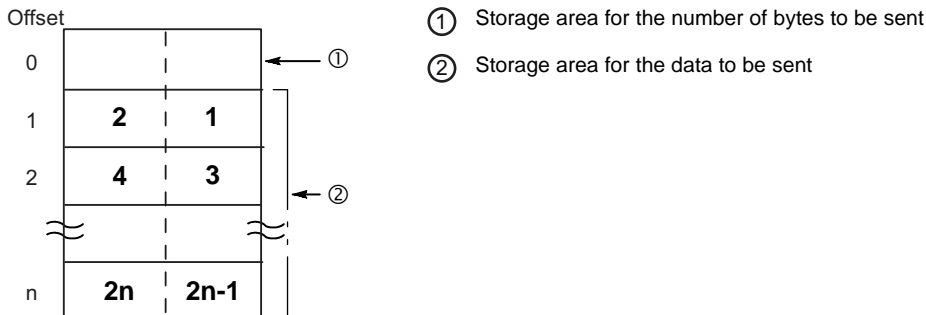 Offset
① Storage area for the number of bytes to be sent
② Storage area for the data to be sent
0 ①
1 2 1
2 4 3
②
n 2n 2n-1